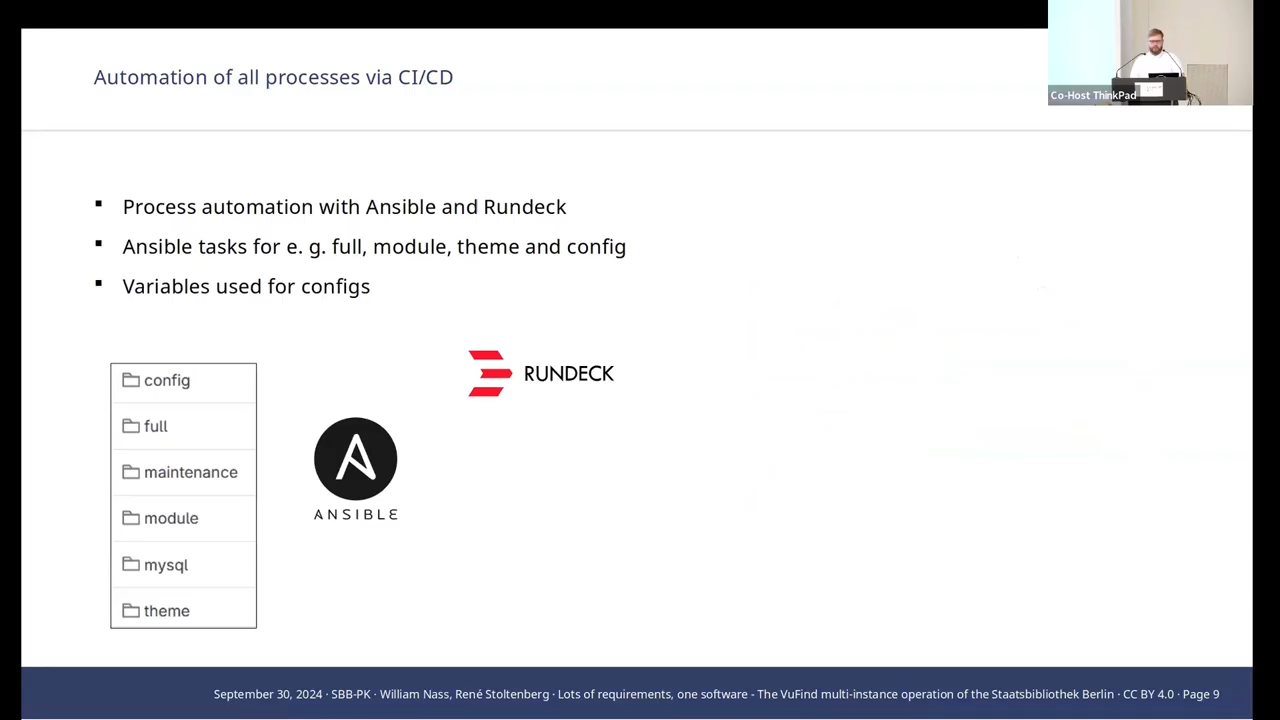 Automation of all processes via CI/CD
Co-Host ThinkPad
▪ Process automation with Ansible and Rundeck
▪ Ansible tasks for e. g. full, module, theme and config
▪ Variables used for configs
config
full
maintenance
module
mysql
theme
ANSIBLE
RUNDECK
September 30, 2024 · SBB-PK · William Nass, René Stoltenberg · Lots of requirements, one software - The VuFind multi-instance operation of the Staatsbibliothek Berlin · CC BY 4.0 · Page 9